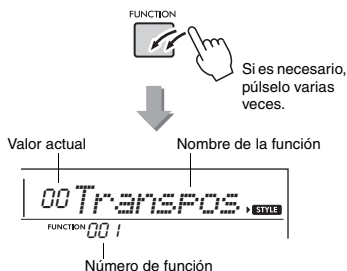 FUNCTION
Si es necesario,
púlselo varias
veces.
Valor actual
Nombre de la función
00 Transpos. STYLE
FUNCTION 001
Número de función